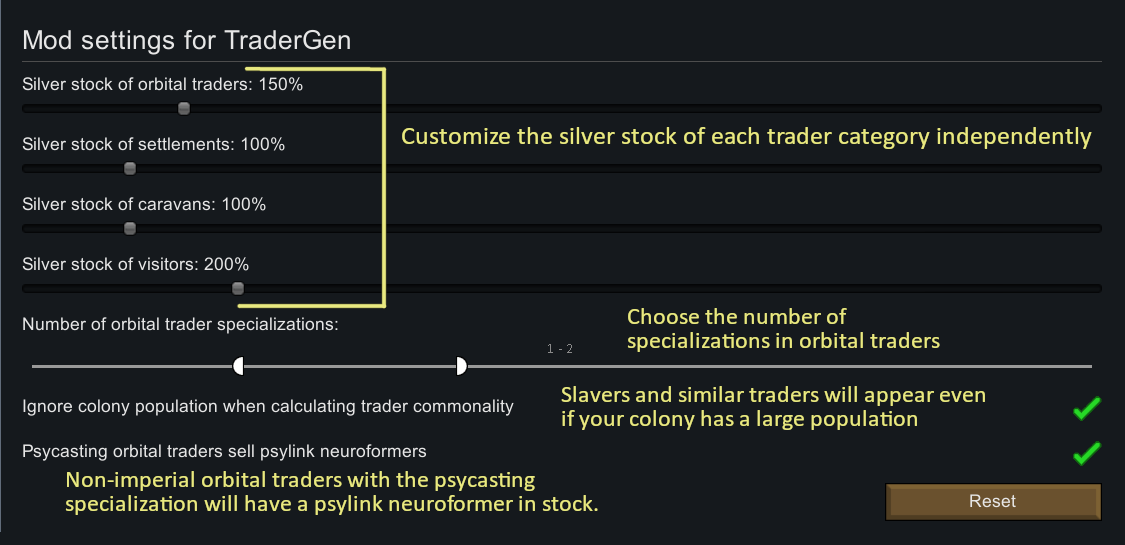 Mod settings for TraderGen
Silver stock of orbital traders: 150%
Customize the silver stock of each trader category independently
Silver stock of settlements: 100%
Silver stock of caravans: 100%
Silver stock of visitors: 200%
Number of orbital trader specializations:
Choose the number of
specializations in orbital traders
1 - 2
Ignore colony population when calculating trader commonality
Slavers and similar traders will appear even
if your colony has a large population
Psycasting orbital traders sell psylink neuroformers
Non-imperial orbital traders with the psycasting
specialization will have a psylink neuroformer in stock.
Reset